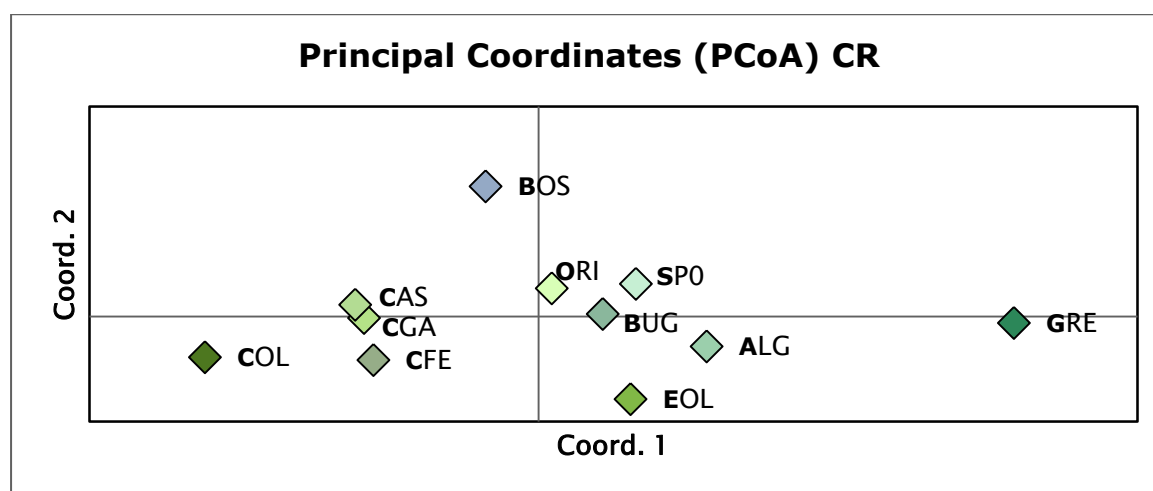 Principal Coordinates (PCoA) CR
Coord. 2
BOS
ORI
SP0
CAS
CGA
BUG
GRE
COL
CFE
ALG
EOL
Coord. 1